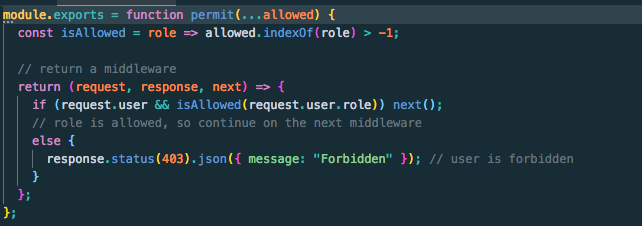 module.exports = function permit(...allowed) {
  const isAllowed = role => allowed.indexOf(role) > -1;

  // return a middleware
  return (request, response, next) => {
    if (request.user && isAllowed(request.user.role)) next();
    // role is allowed, so continue on the next middleware
    else {
      response.status(403).json({ message: "Forbidden" }); // user is forbidden
    }
  };
};